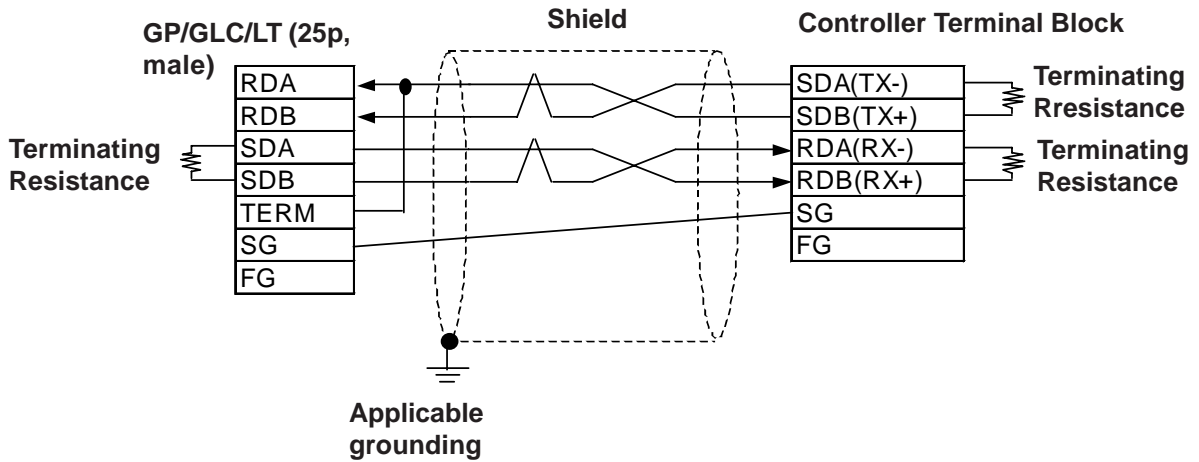 Shield
GP/GLC/LT (25p,
male)
Controller Terminal Block
RDA
RDB
SDA
SDB
TERM
SG
FG
Terminating
Resistance
SDA(TX-)
SDB(TX+)
RDA(RX-)
RDB(RX+)
SG
FG
Terminating
Rresistance
Terminating
Resistance
Applicable
grounding